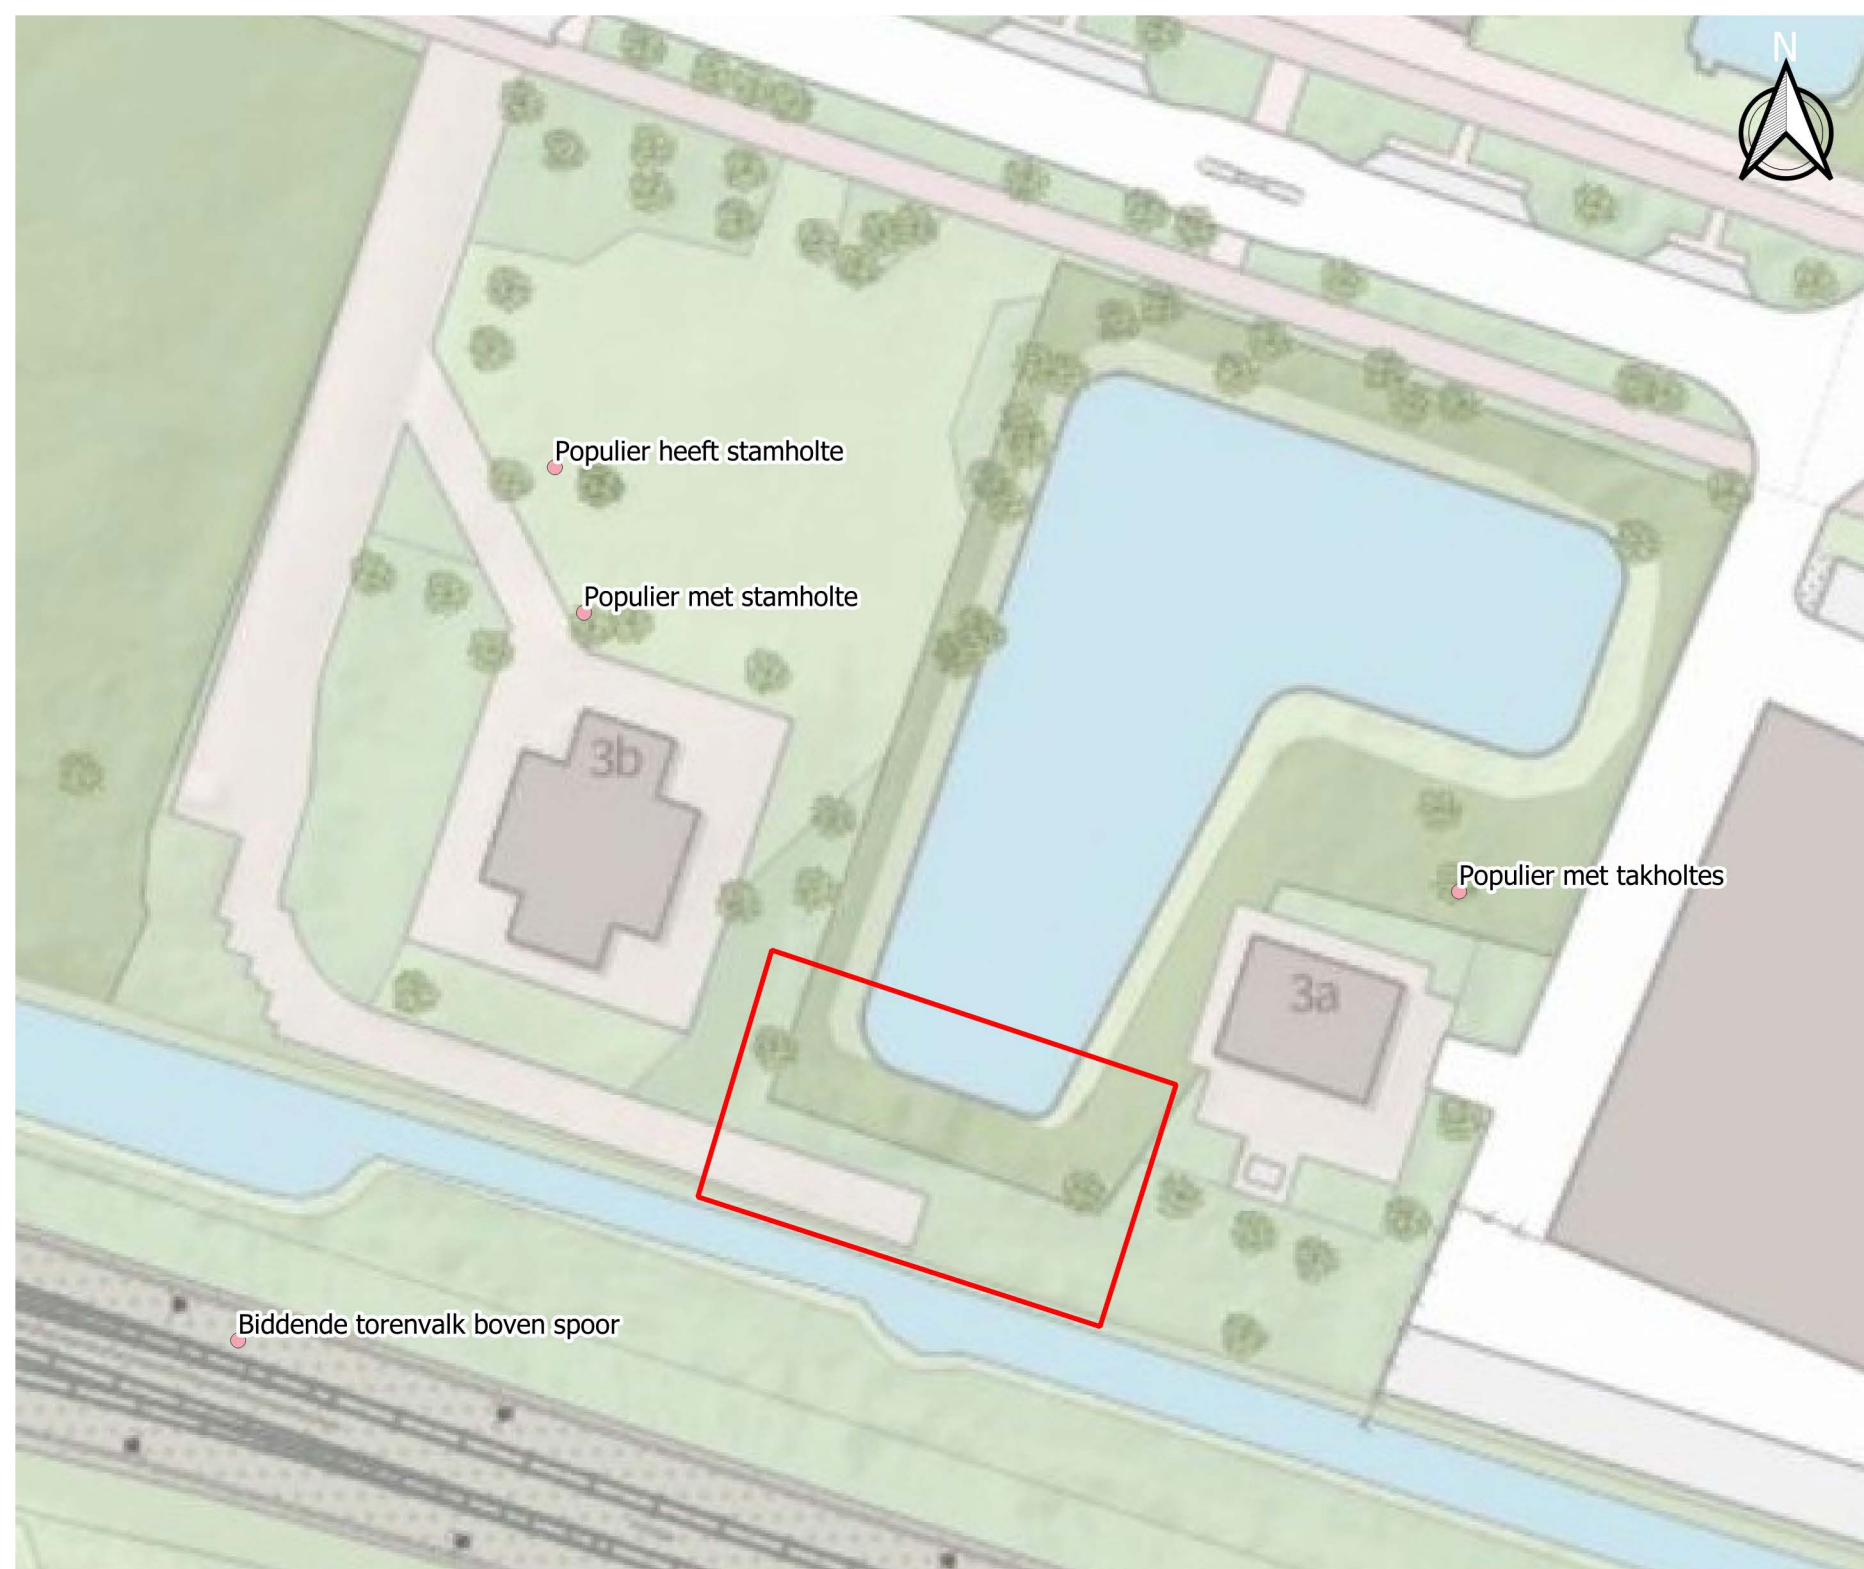 N
Populier heeft stamholte
Populier met stamholte
3b
Populier met takholtes
3a
Biddende torenvalk boven spoor